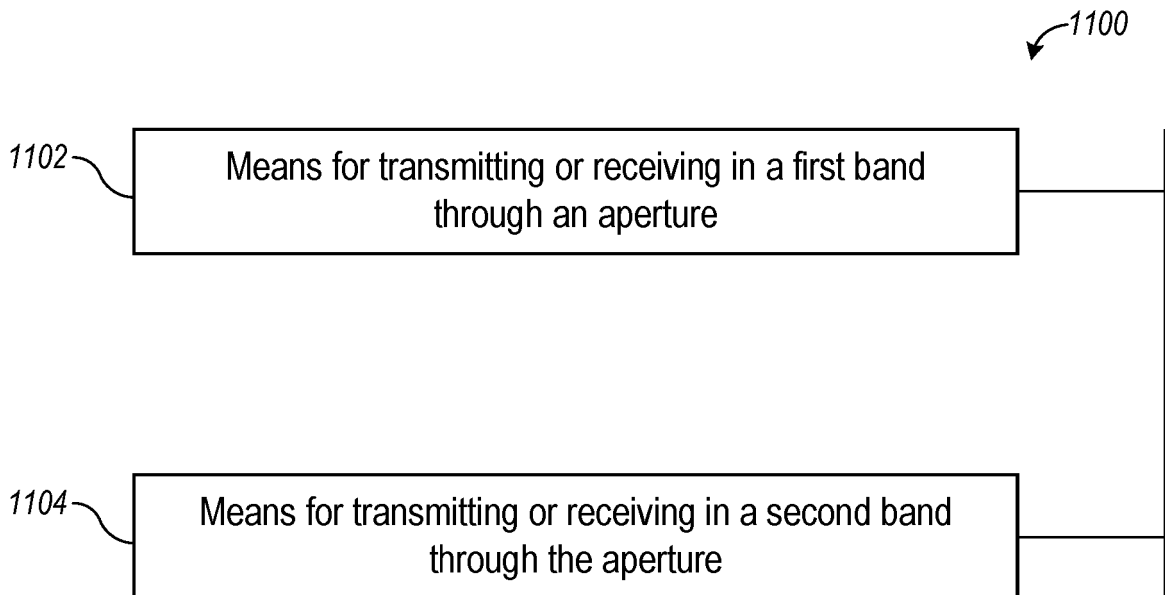 1100
1102
Means for transmitting or receiving in a first band
through an aperture
1104
Means for transmitting or receiving in a second band
through the aperture